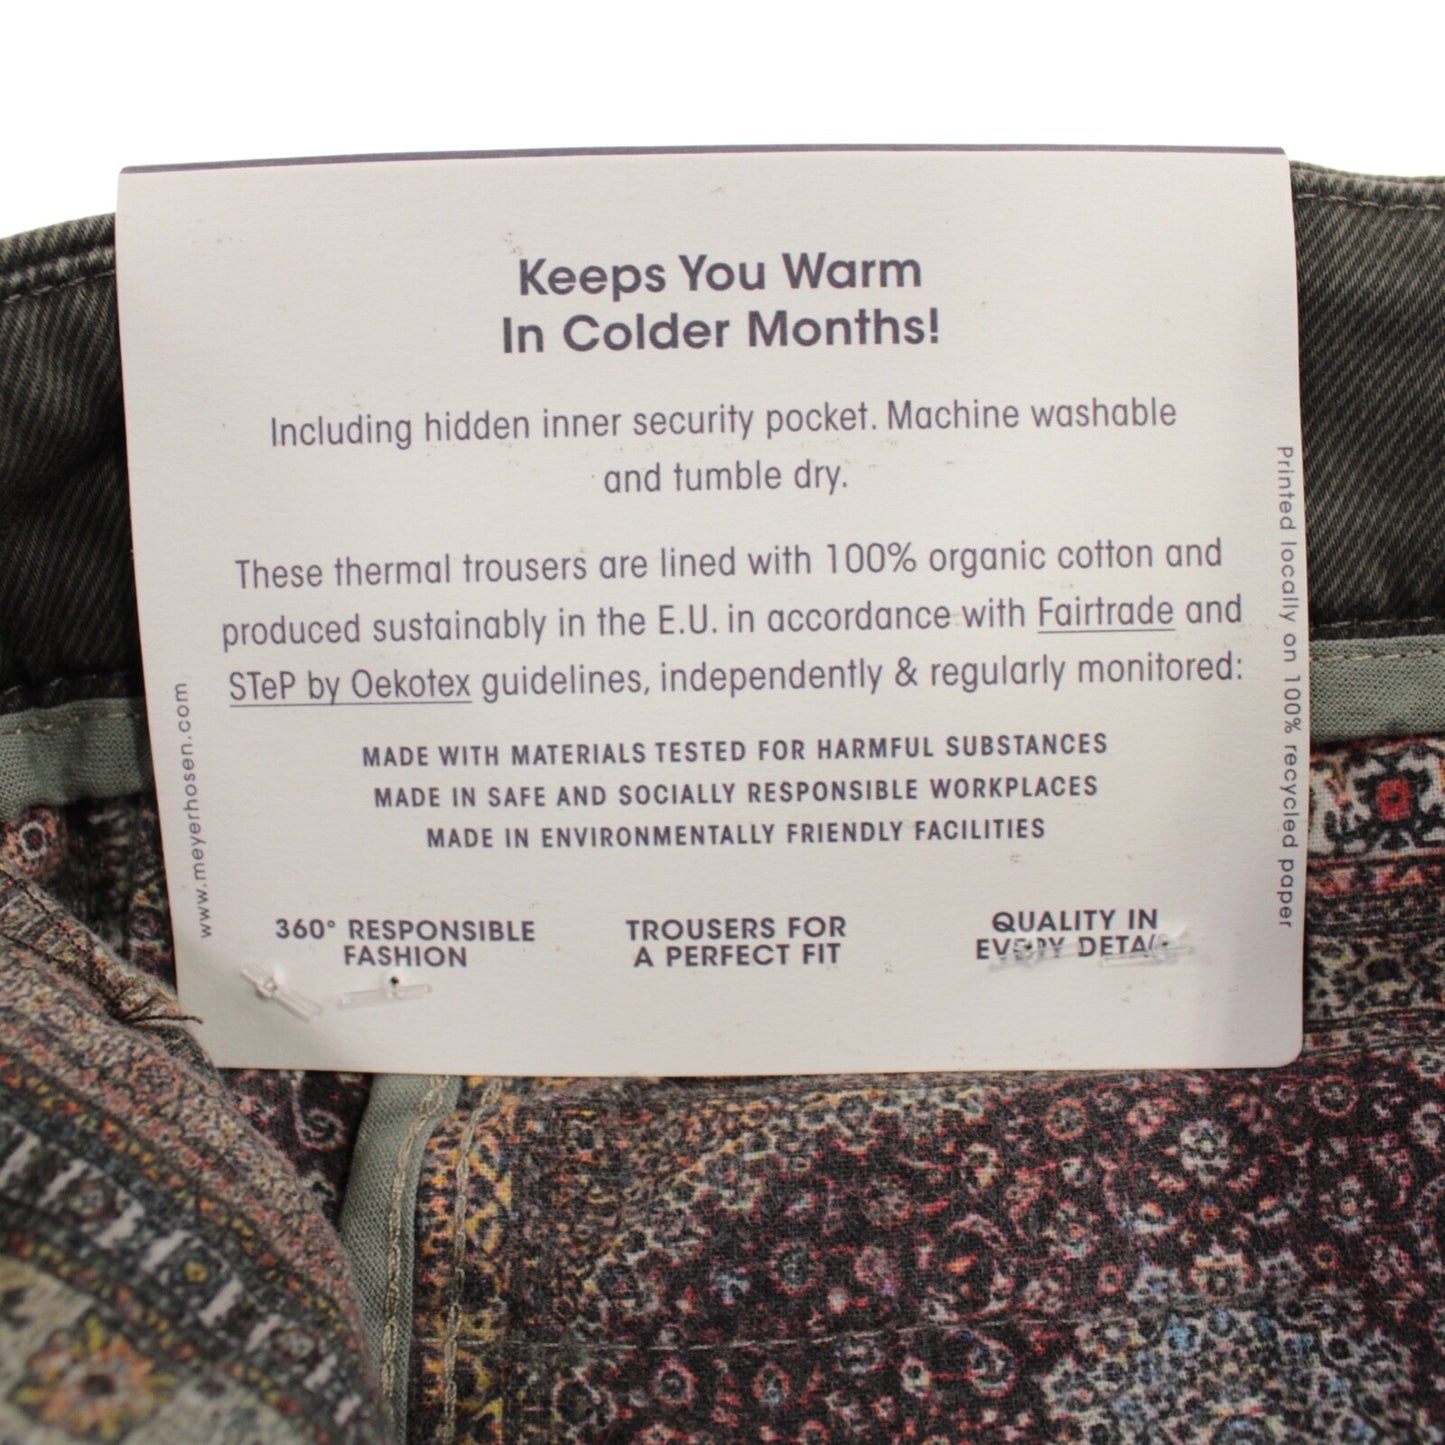 Keeps You Warm
In Colder Months!
Including hidden inner security pocket. Machine washable
and tumble dry.
These thermal trousers are lined with 100% organic cotton and
produced sustainably in the E.U. in accordance with Fairtrade and
STeP by Oekotex guidelines, independently & regularly monitored:
MADE WITH MATERIALS TESTED FOR HARMFUL SUBSTANCES
MADE IN SAFE AND SOCIALLY RESPONSIBLE WORKPLACES
MADE IN ENVIRONMENTALLY FRIENDLY FACILITIES
360° RESPONSIBLE
FASHION
TROUSERS FOR
A PERFECT FIT
QUALITY IN
EVERY DETAIL
www.meyerhosen.com
Printed locally on 100% recycled paper